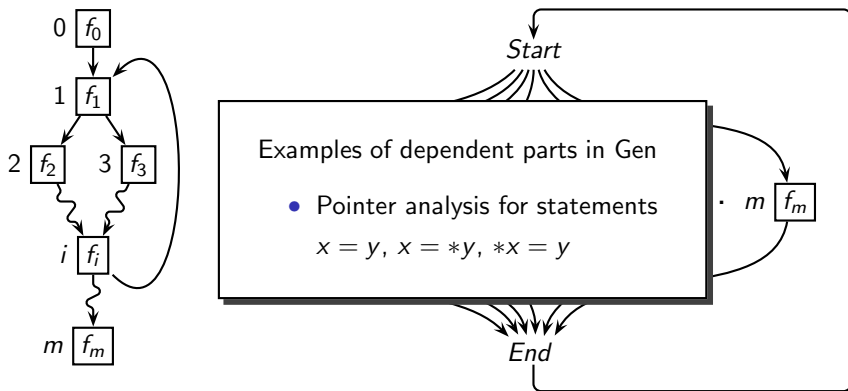 0 f₀
1 f₁
2 f₂ 3 f₃
i fᵢ
m fₘ
Start
Examples of dependent parts in Gen
• Pointer analysis for statements
x = y, x = *y, *x = y
· m fₘ
End